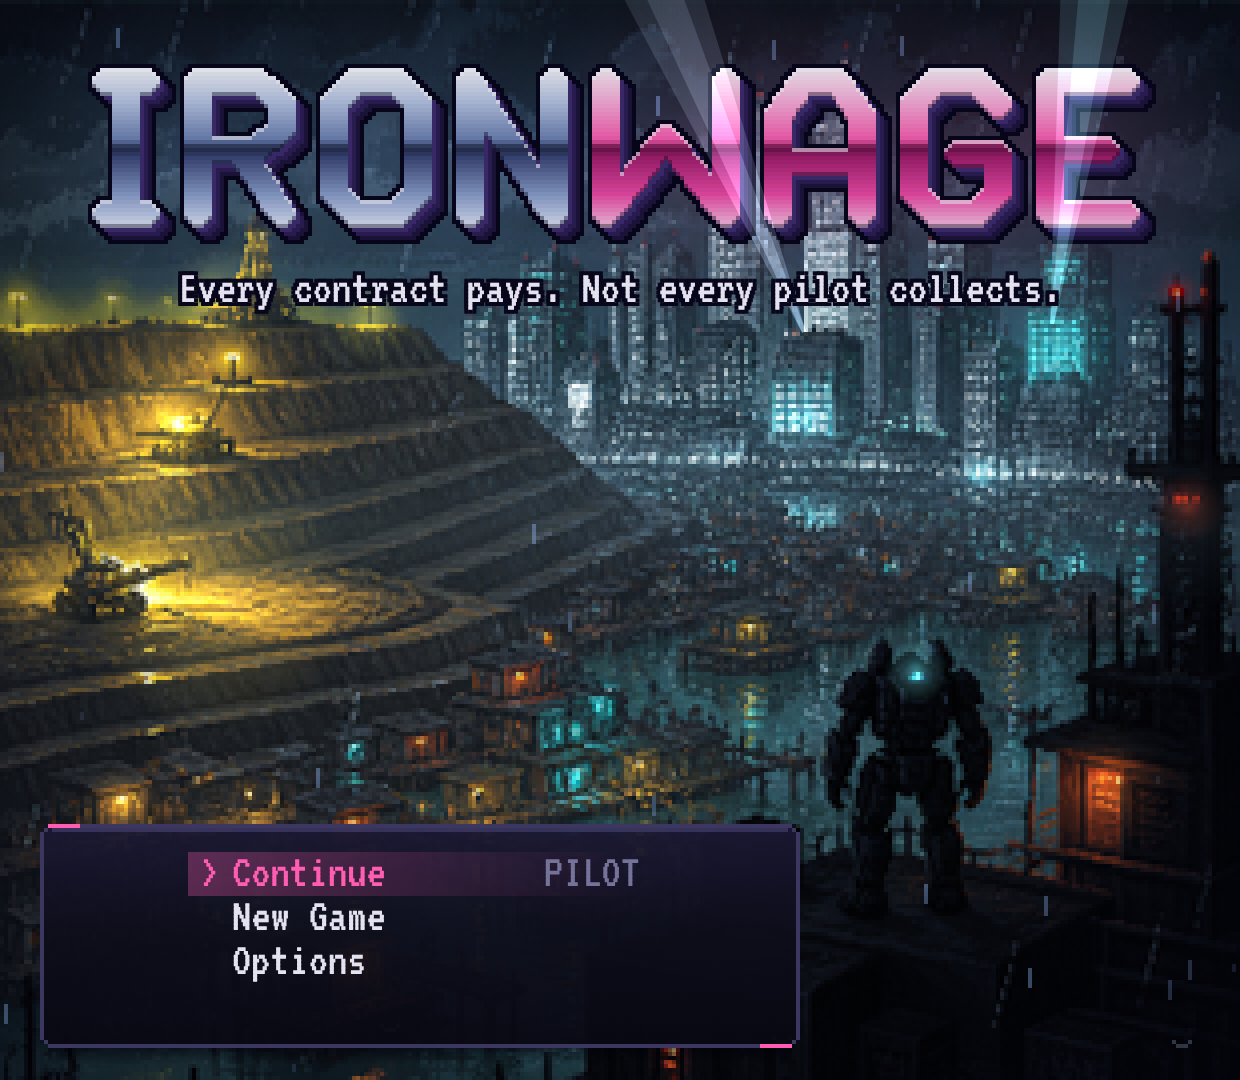 IRONWAGE
Every contract pays. Not every pilot collects.
> Continue PILOT
New Game
Options